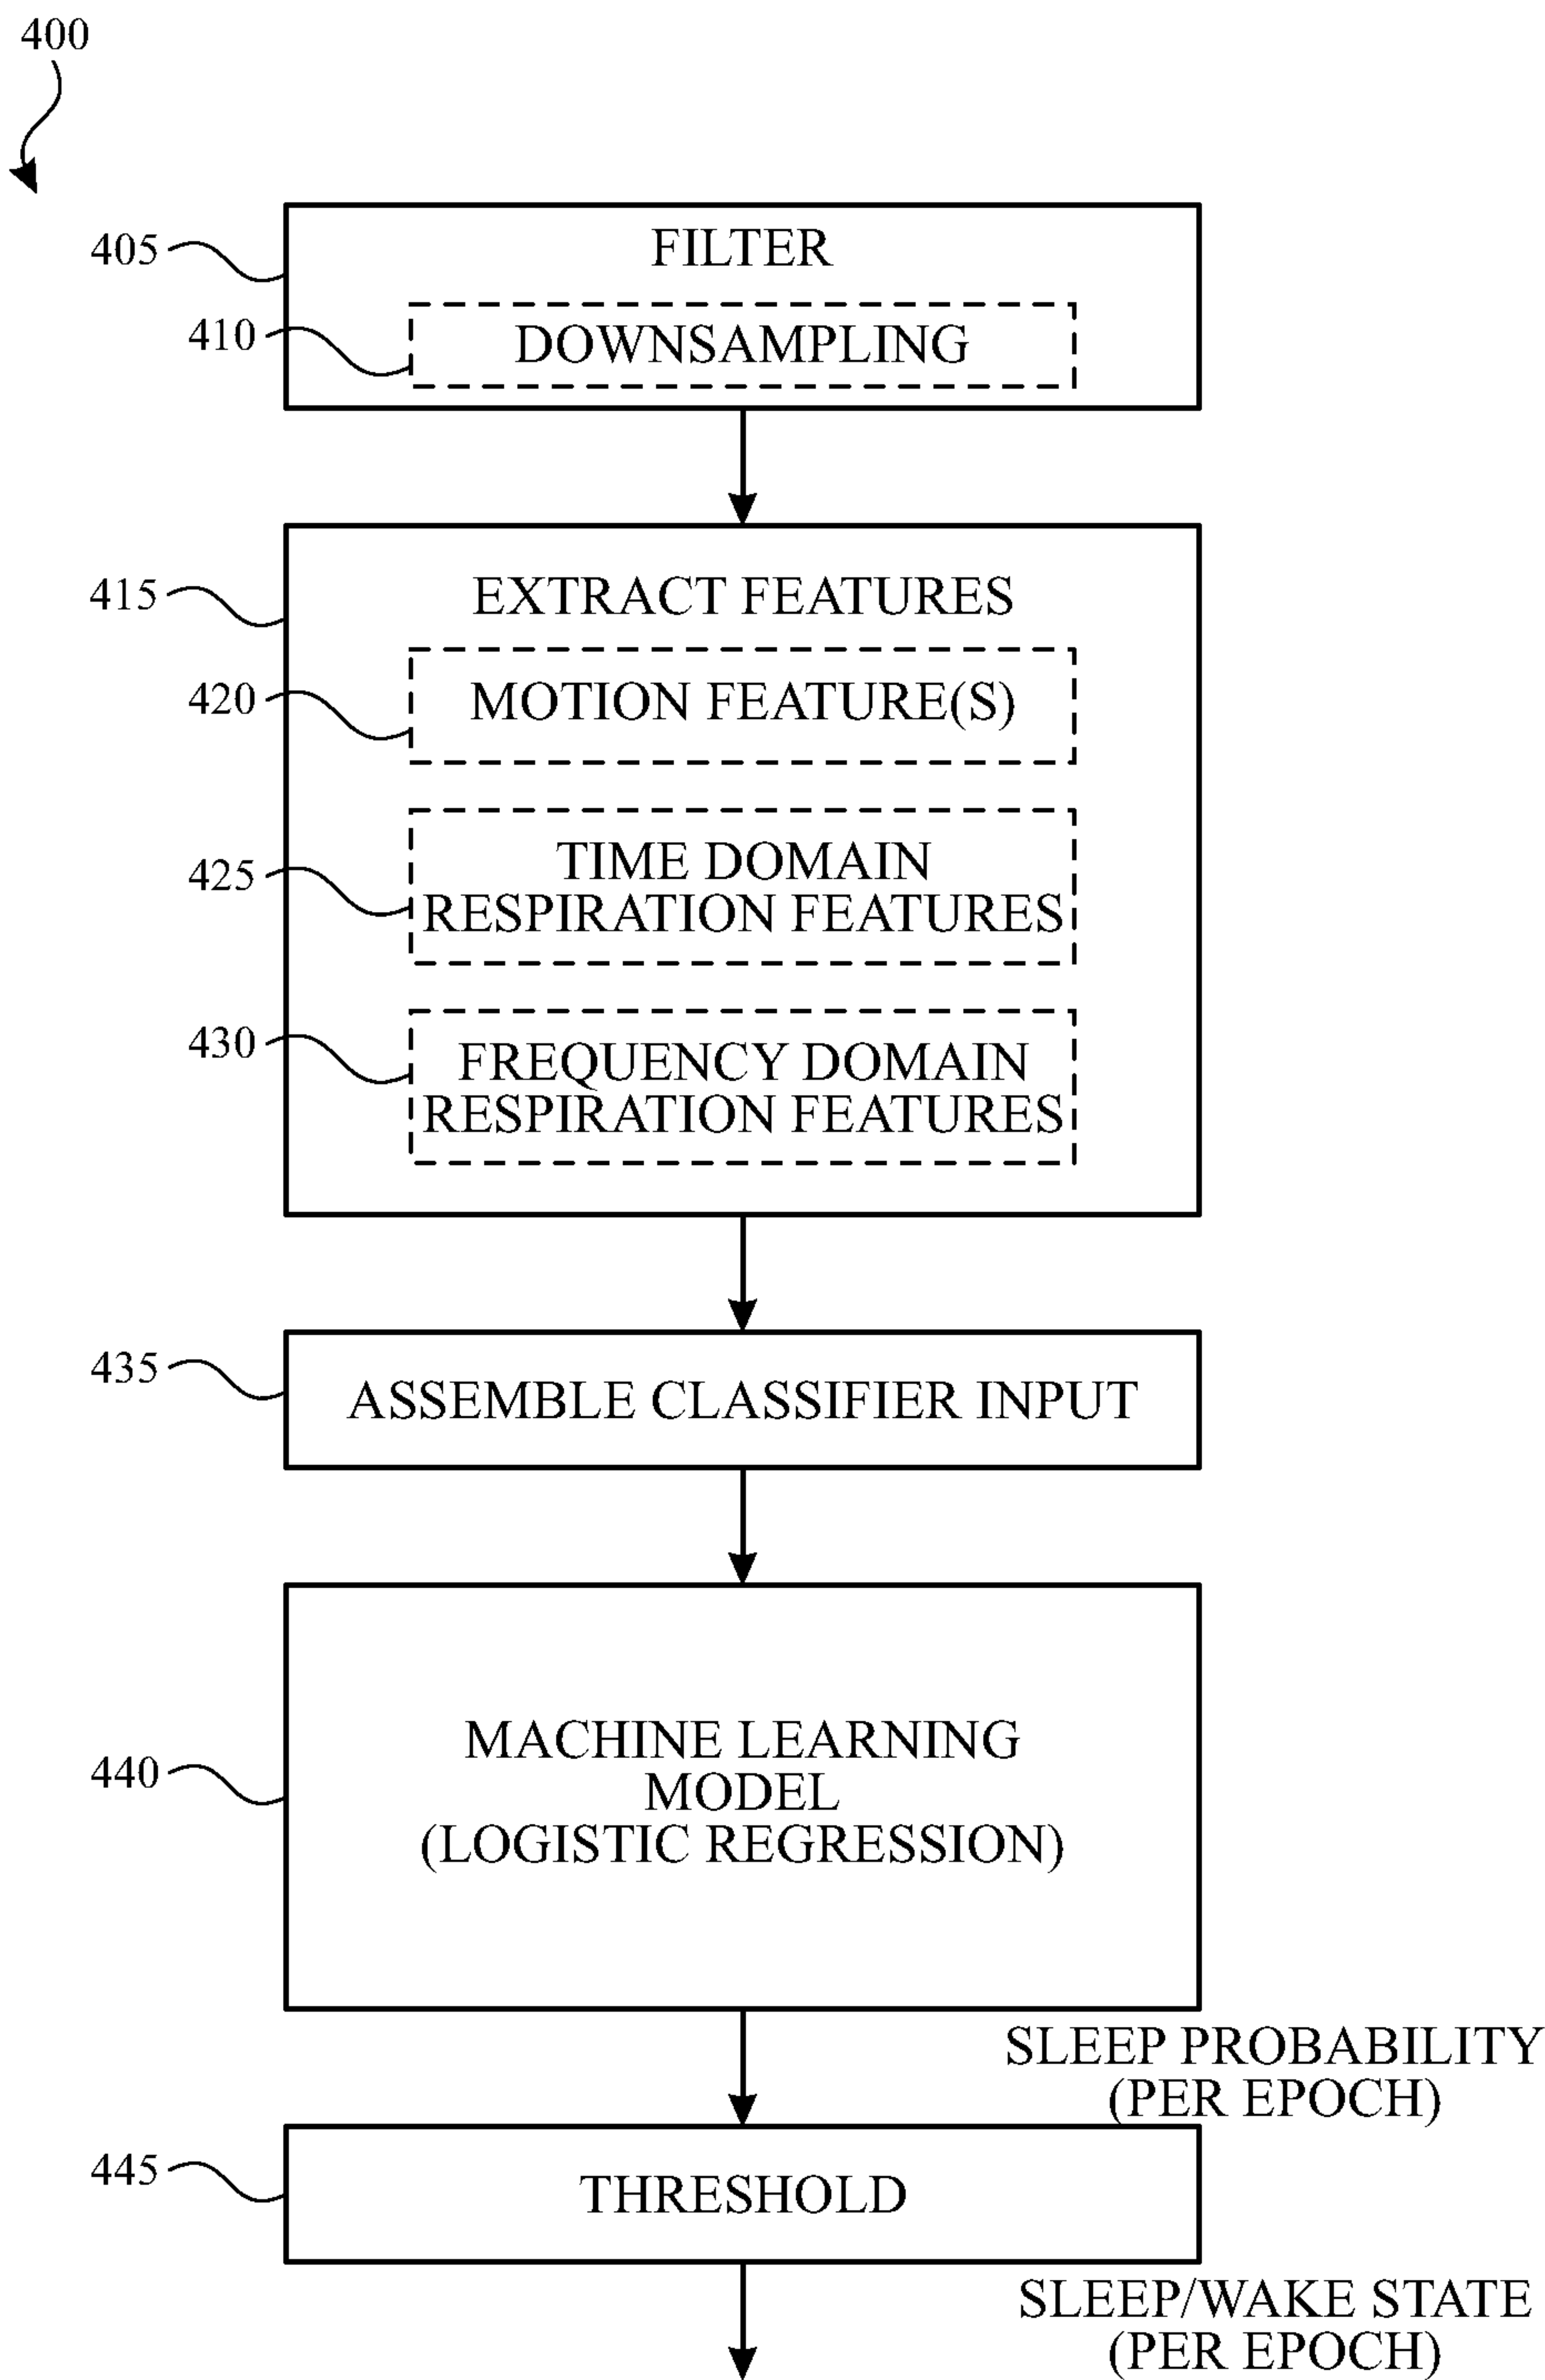 400
405
FILTER
410
DOWNSAMPLING
415
EXTRACT FEATURES
420
MOTION FEATURE(S)
425
TIME DOMAIN
RESPIRATION FEATURES
430
FREQUENCY DOMAIN
RESPIRATION FEATURES
435
ASSEMBLE CLASSIFIER INPUT
440
MACHINE LEARNING
MODEL
(LOGISTIC REGRESSION)
SLEEP PROBABILITY
(PER EPOCH)
445
THRESHOLD
SLEEP/WAKE STATE
(PER EPOCH)